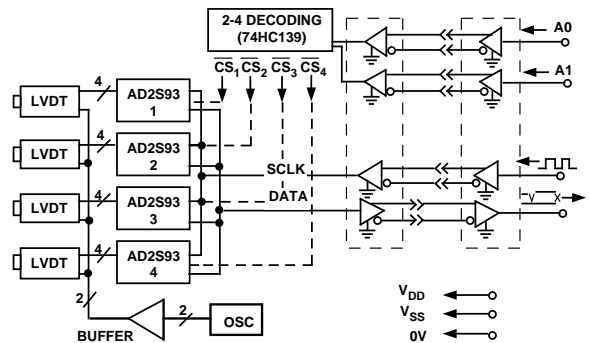 2-4 DECODING
(74HC139)
A0
A1
CS1 CS2 CS3 CS4
4
LVDT
AD2S93
1
4
LVDT
AD2S93
2
SCLK
4
LVDT
AD2S93
3
DATA
V X
4
LVDT
AD2S93
4
2
BUFFER
2
OSC
VDD
VSS
0V